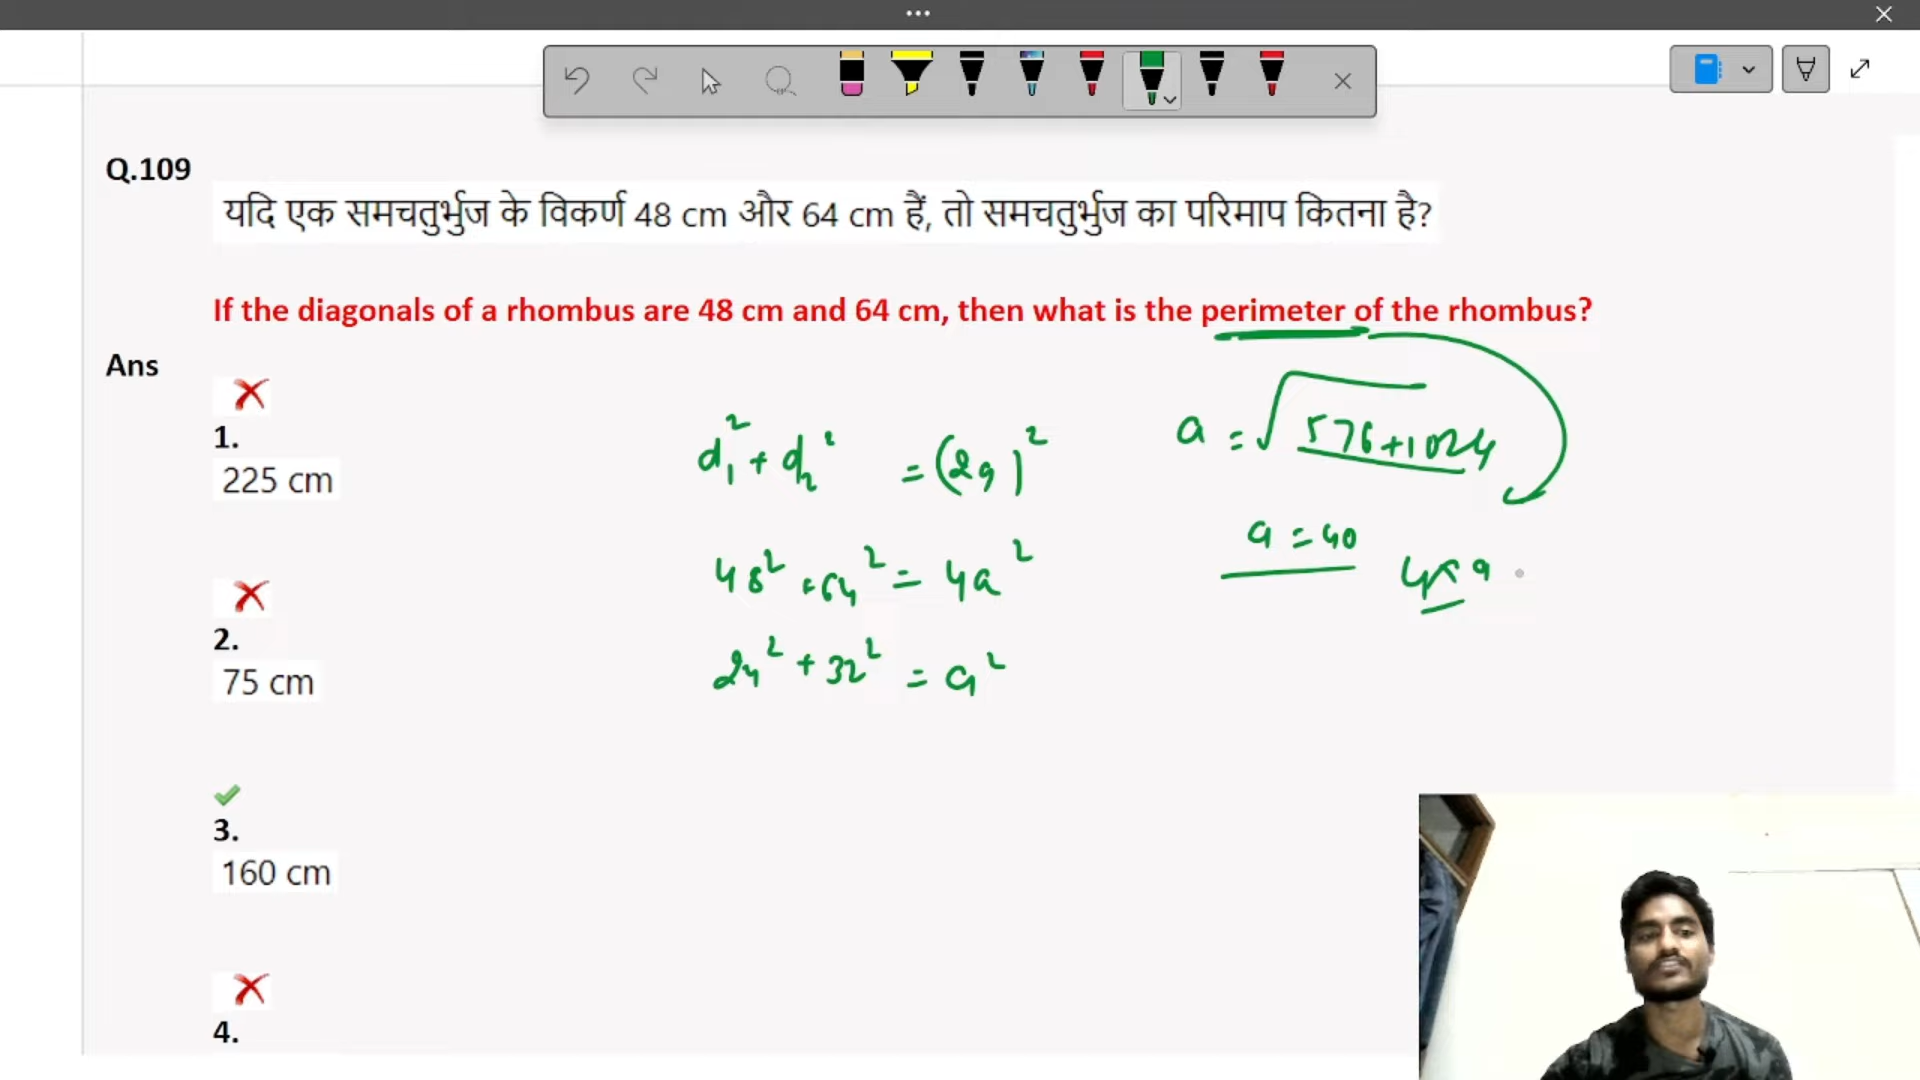 Q.109
यदि एक समचतुर्भुज के विकर्ण 48 cm और 64 cm हैं, तो समचतुर्भुज का परिमाप कितना है?
If the diagonals of a rhombus are 48 cm and 64 cm, then what is the perimeter of the rhombus?
Ans
1.
225 cm
2.
75 cm
3.
160 cm
4.
d₁² + d₂² = (2a)²
48² + 64² = 4a²
24² + 32² = a²
a = √576+1024
a = 40
4×a